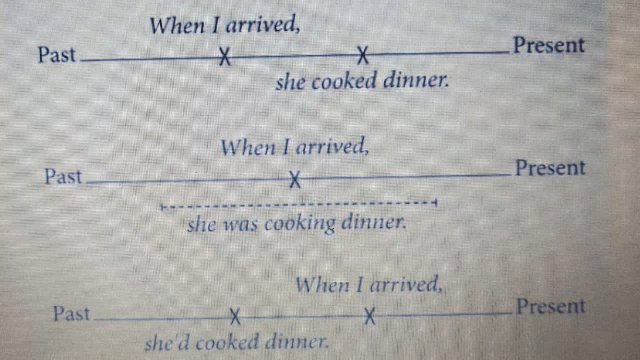 When I arrived,
Past Present
she cooked dinner.
When I arrived,
Past Present
she was cooking dinner.
When I arrived,
Past Present
she'd cooked dinner.